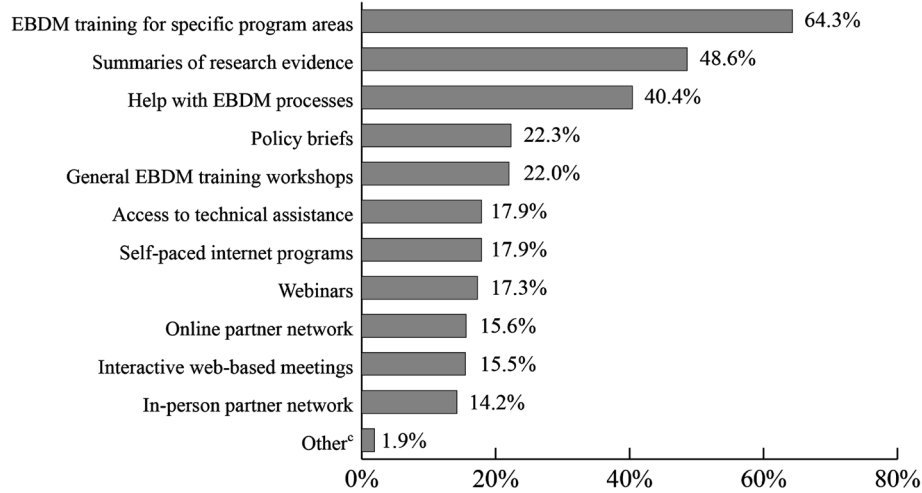 EBDM training for specific program areas 64.3%
Summaries of research evidence 48.6%
Help with EBDM processes 40.4%
Policy briefs 22.3%
General EBDM training workshops 22.0%
Access to technical assistance 17.9%
Self-paced internet programs 17.9%
Webinars 17.3%
Online partner network 15.6%
Interactive web-based meetings 15.5%
In-person partner network 14.2%
Otherᶜ 1.9%
0% 20% 40% 60% 80%